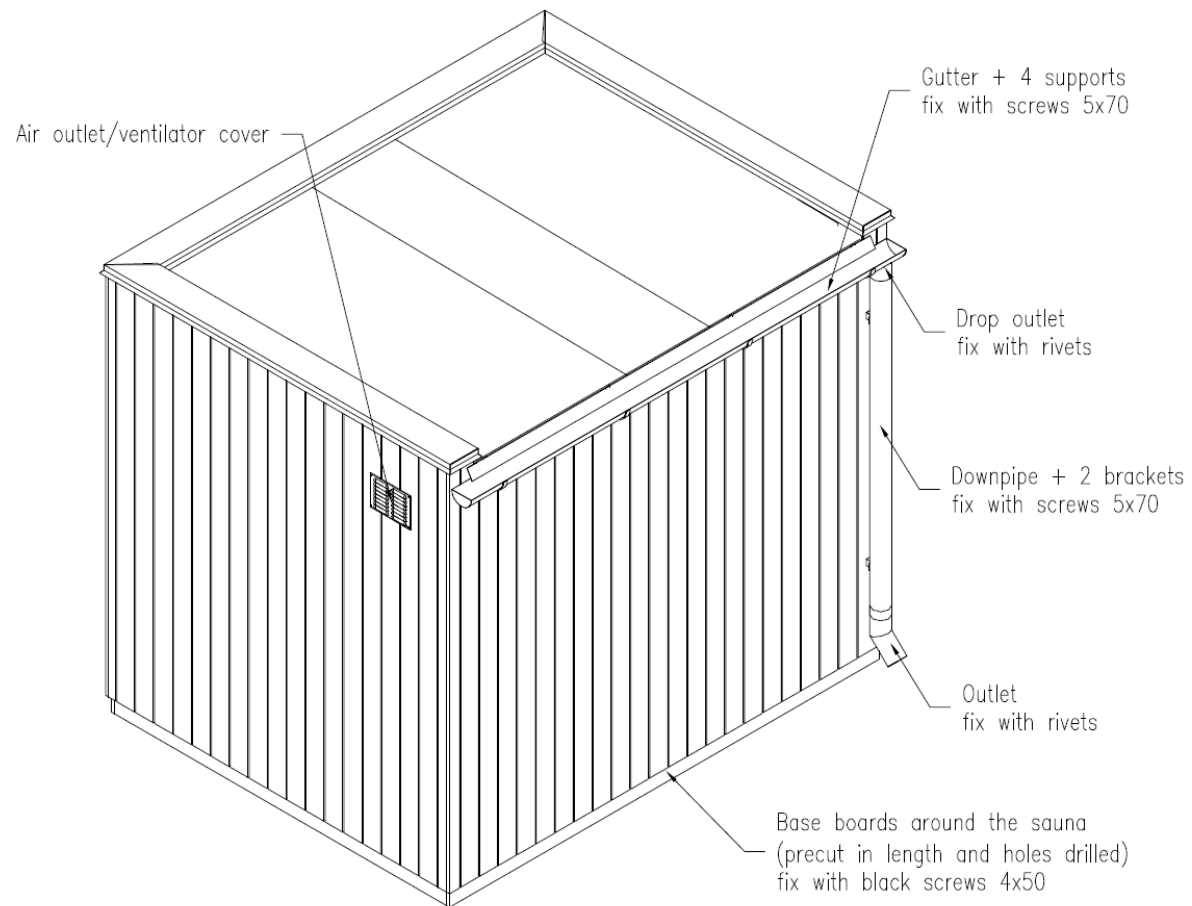 Gutter + 4 supports
fix with screws 5x70
Air outlet/ventilator cover
Drop outlet
fix with rivets
Downpipe + 2 brackets
fix with screws 5x70
Outlet
fix with rivets
Base boards around the sauna
(precut in length and holes drilled)
fix with black screws 4x50